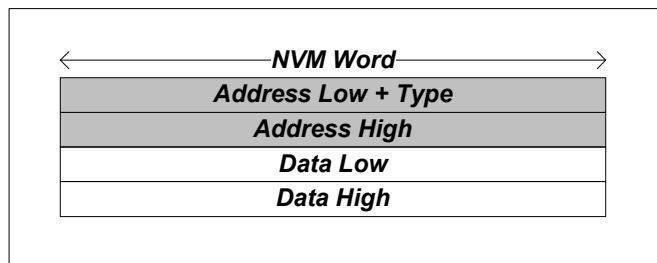 NVM Word
Address Low + Type
Address High
Data Low
Data High